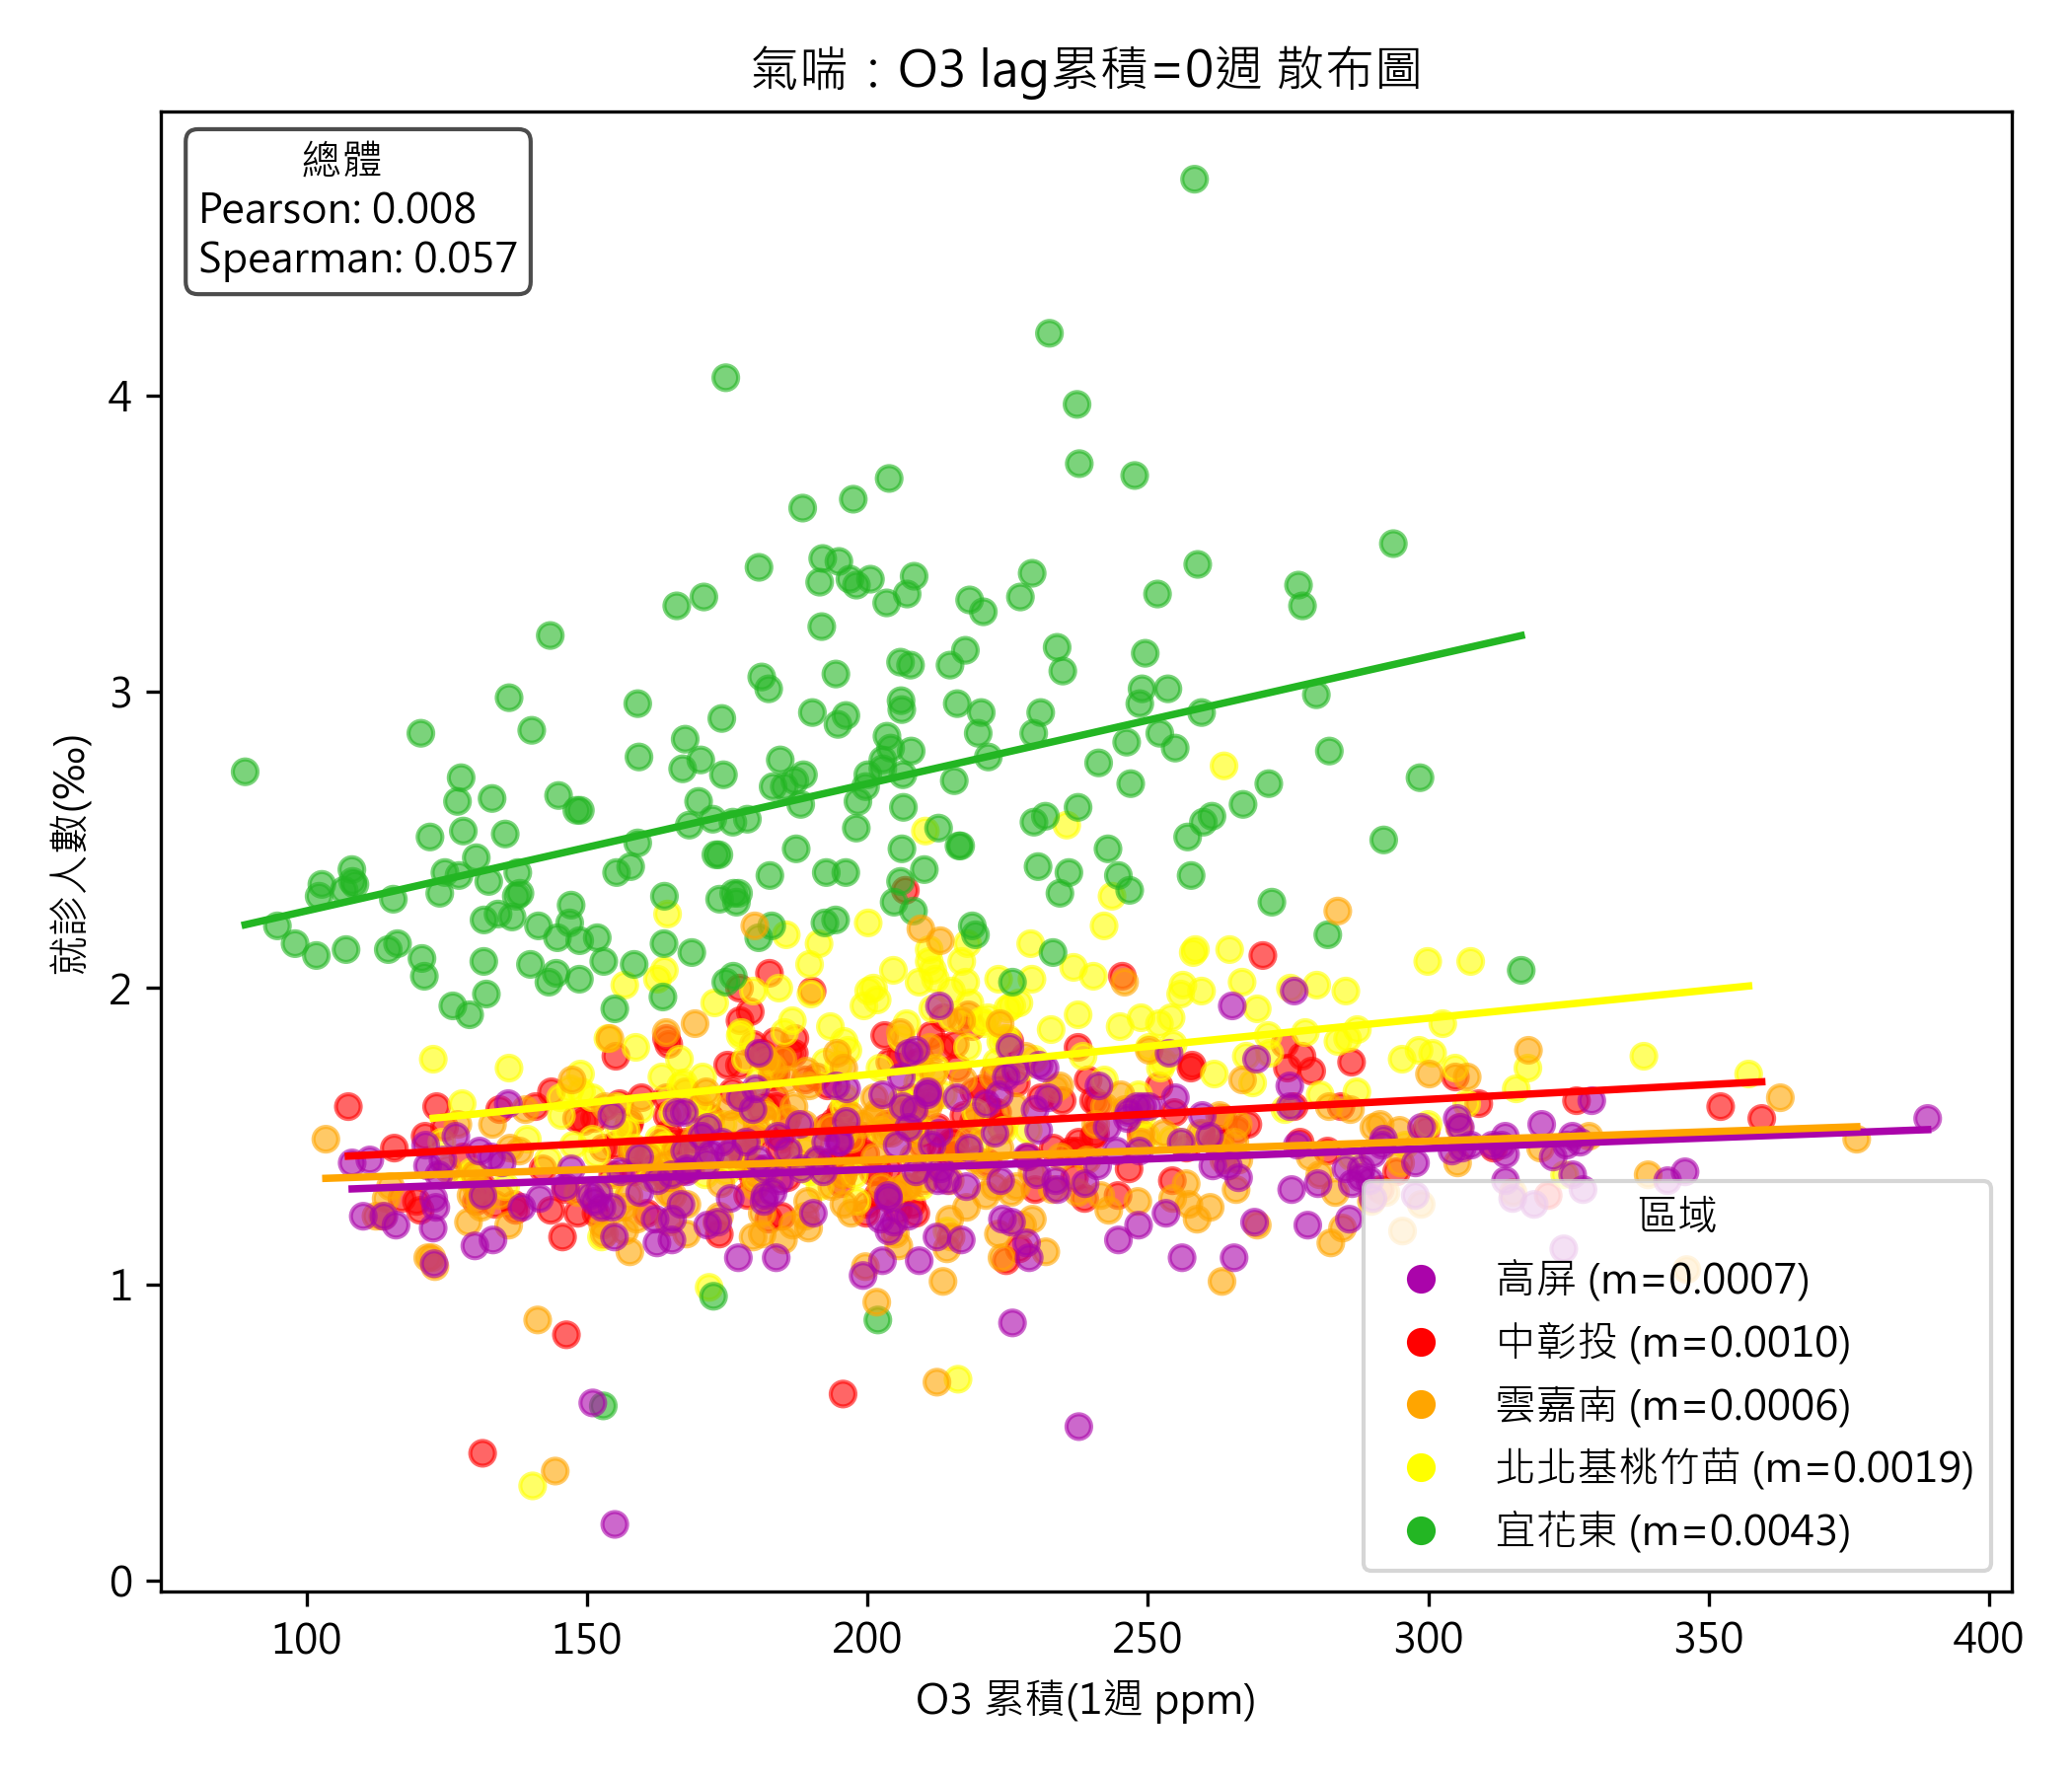 氣喘：O3 lag累積=0週 散布圖
總體
Pearson: 0.008
Spearman: 0.057
就診人數(‰)
4
3
2
1
0
區域
高屏 (m=0.0007)
中彰投 (m=0.0010)
雲嘉南 (m=0.0006)
北北基桃竹苗 (m=0.0019)
宜花東 (m=0.0043)
100 150 200 250 300 350 400
O3 累積(1週 ppm)